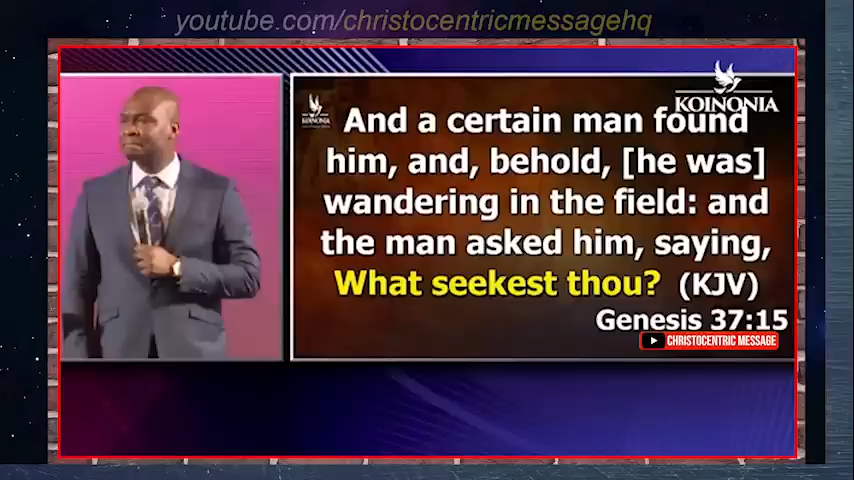 youtube.com/christocentricmessagehq
KOINONIA
KOINONIA
And a certain man found
him, and, behold, [he was]
wandering in the field: and
the man asked him, saying,
What seekest thou? (KJV)
Genesis 37:15
CHRISTOCENTRIC MESSAGE